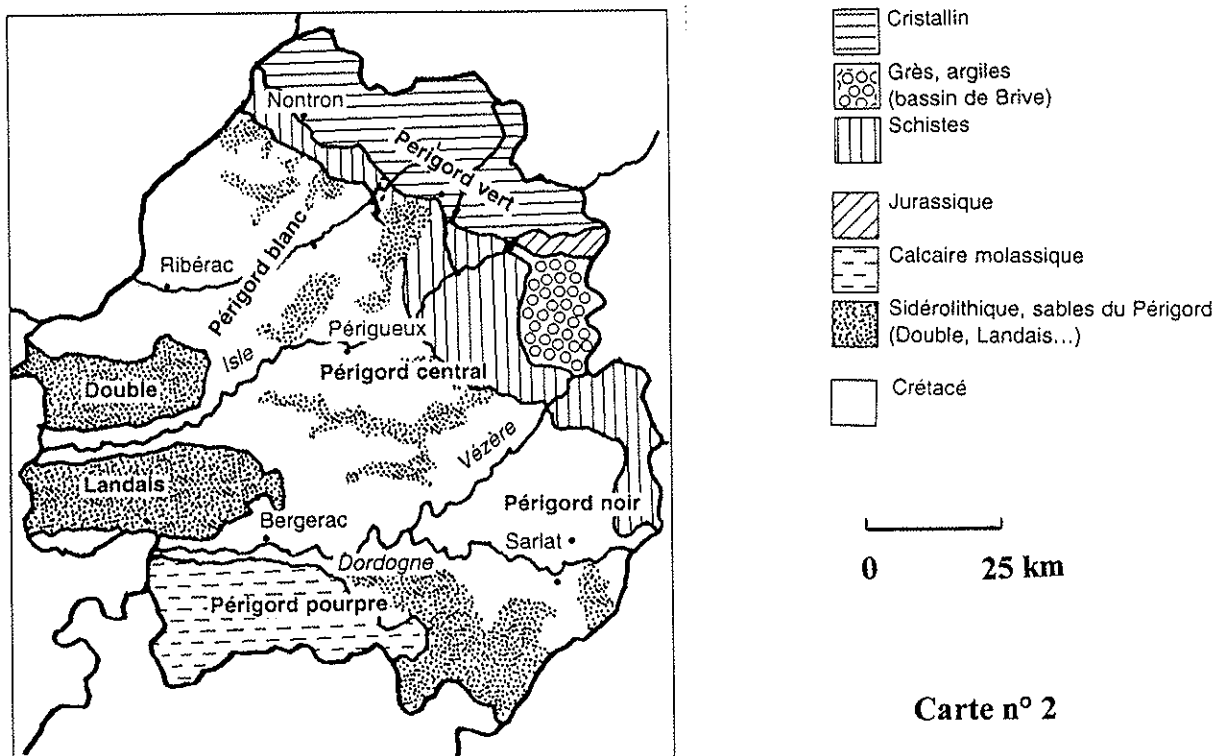 Nontron
Périgord vert
Périgord blanc
Ribérac
Périgueux
Isle
Périgord central
Double
Vézère
Landais
Périgord noir
Bergerac
Sarlat
Dordogne
Périgord pourpre
Cristallin
Grès, argiles
(bassin de Brive)
Schistes
Jurassique
Calcaire molassique
Sidérolithique, sables du Périgord
(Double, Landais...)
Crétacé
0 25 km
Carte n° 2